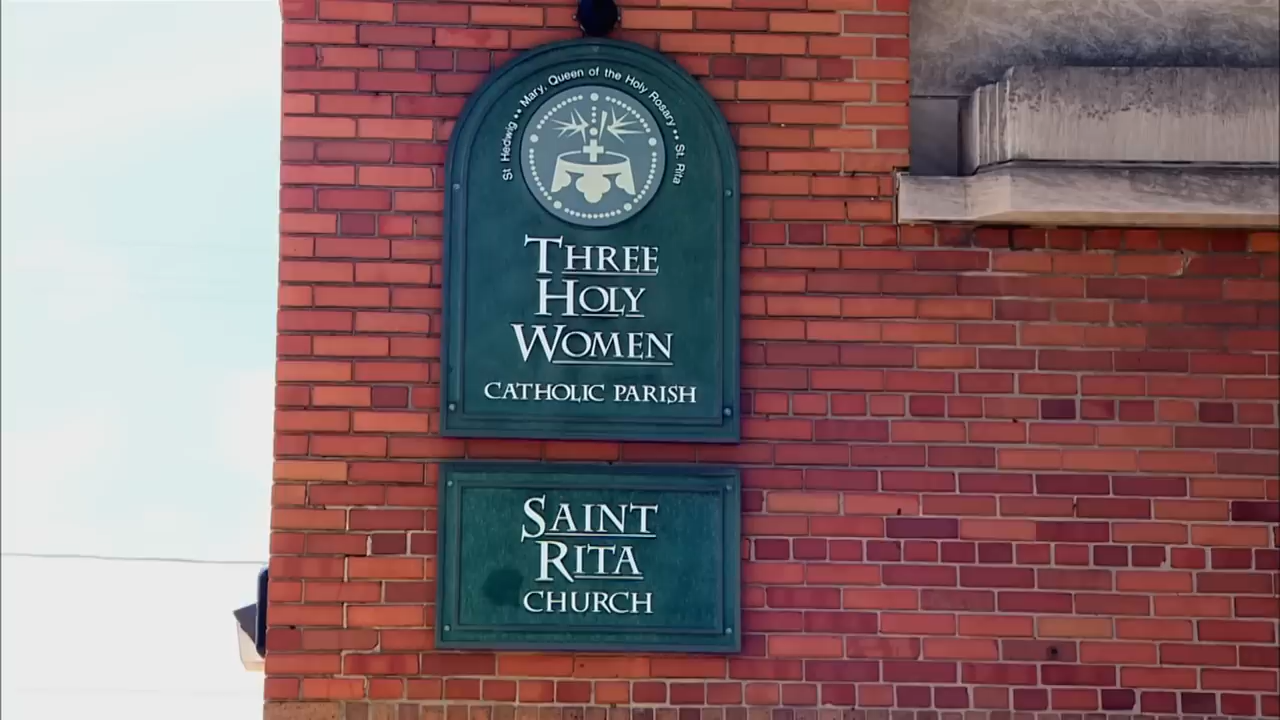 St Hedwig •• Mary, Queen of the Holy Rosary •• St. Rita
THREE
HOLY
WOMEN
CATHOLIC PARISH
SAINT
RITA
CHURCH